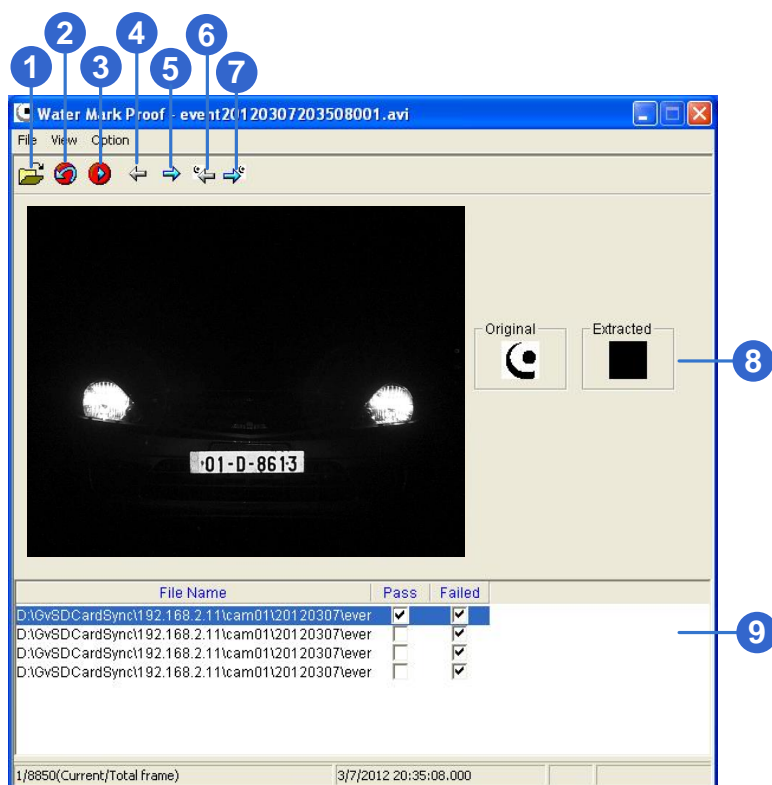 2 4 6
1 3 5 7
Water Mark Proof - event20120307203508001.avi
File View Option
Original Extracted
8
01-D-8613
File Name Pass Failed
D:\GvSDCardSync\192.168.2.11\cam01\20120307\ever
D:\GvSDCardSync\192.168.2.11\cam01\20120307\ever
D:\GvSDCardSync\192.168.2.11\cam01\20120307\ever
D:\GvSDCardSync\192.168.2.11\cam01\20120307\ever
9
1/8850(Current/Total frame) 3/7/2012 20:35:08.000